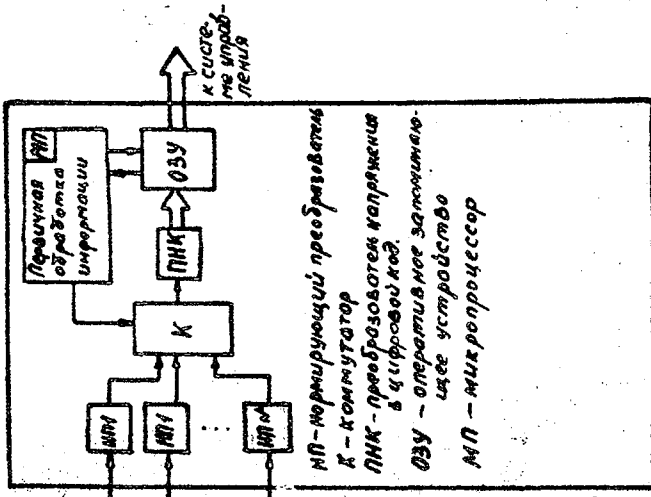 Первичная
обработка
информации
МП
к систе-
ме управ-
ления
ОЗУ
ПНК
К
НП1
НП1
...
НПN
НП-нормирующий преобразователь
К - коммутатор
ПНК - преобразователь напряжения
в цифровой код.
ОЗУ - оперативное запоминаю-
щее устройство
МП - микропроцессор